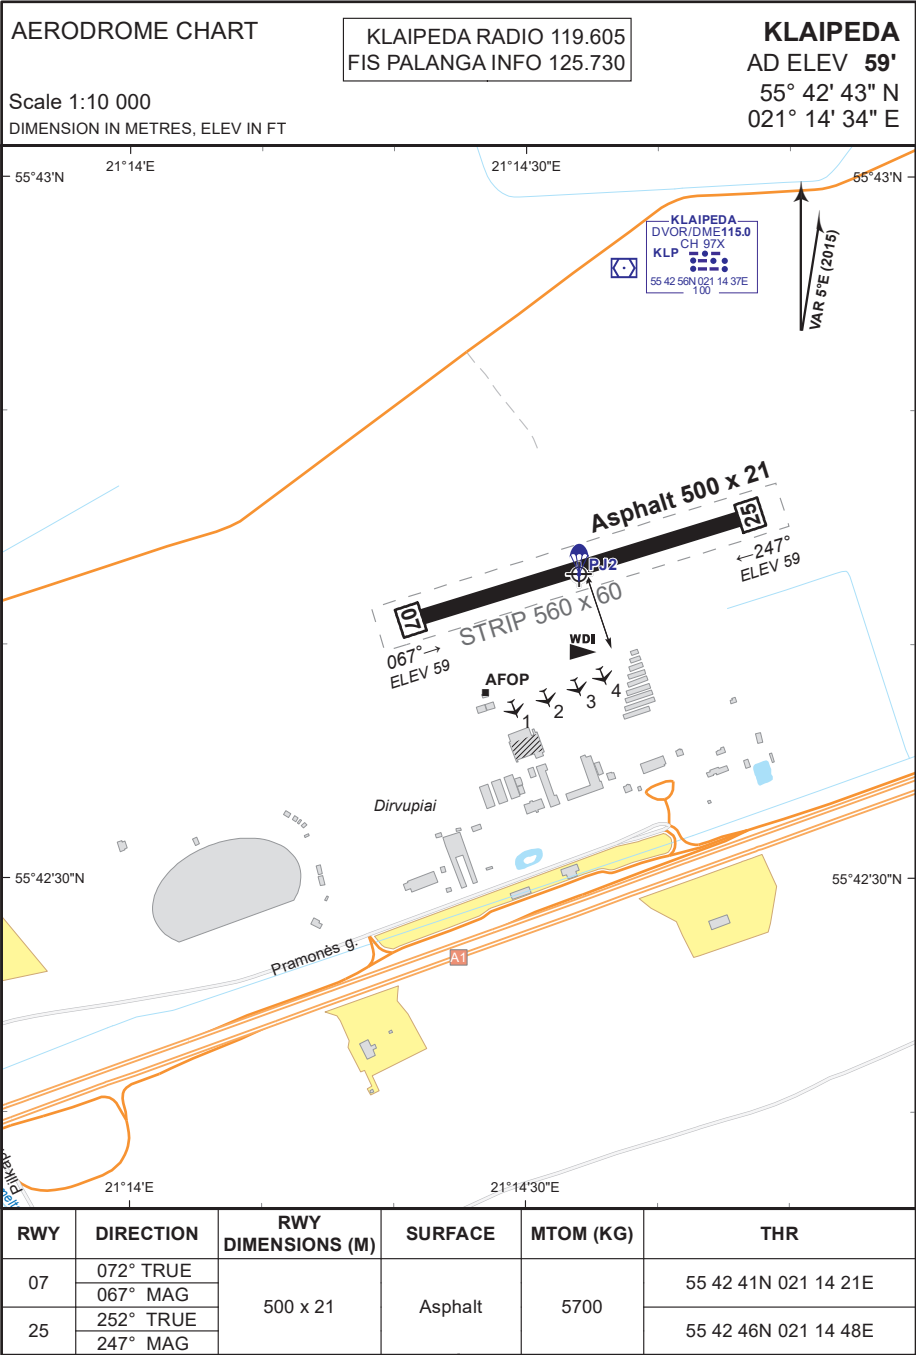 AERODROME CHART
KLAIPEDA RADIO 119.605
FIS PALANGA INFO 125.730
KLAIPEDA
AD ELEV 59'
55° 42' 43" N
021° 14' 34" E
Scale 1:10 000
DIMENSION IN METRES, ELEV IN FT
21°14'E
21°14'30"E
55°43'N
55°43'N
KLAIPEDA
DVOR/DME115.0
CH 97X
KLP
55 42 56N 021 14 37E
100
VAR 5°E (2015)
Asphalt 500 x 21
25
←247°
ELEV 59
PJ2
07
STRIP 560 x 60
067°→
ELEV 59
WDI
AFOP
1
2
3
4
Dirvupiai
55°42'30"N
55°42'30"N
Pramonės g.
A1
21°14'E
21°14'30"E
RWY DIRECTION RWY DIMENSIONS (M) SURFACE MTOM (KG) THR
07 072° TRUE 55 42 41N 021 14 21E
067° MAG
500 x 21 Asphalt 5700
25 252° TRUE 55 42 46N 021 14 48E
247° MAG